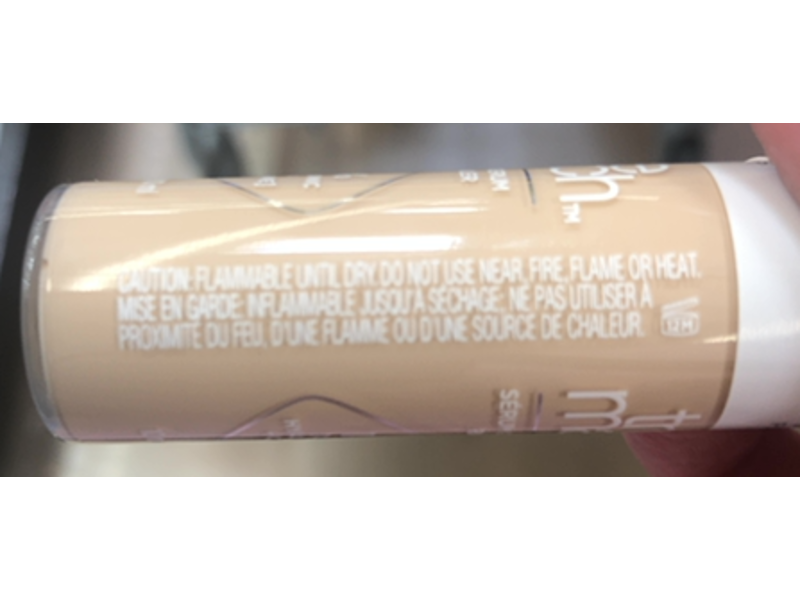 CAUTION: FLAMMABLE UNTIL DRY. DO NOT USE NEAR FIRE, FLAME OR HEAT.
MISE EN GARDE: INFLAMMABLE JUSQU'À SÉCHAGE, NE PAS UTILISER À
PROXIMITÉ DU FEU, D'UNE FLAMME OU D'UNE SOURCE DE CHALEUR.
12M